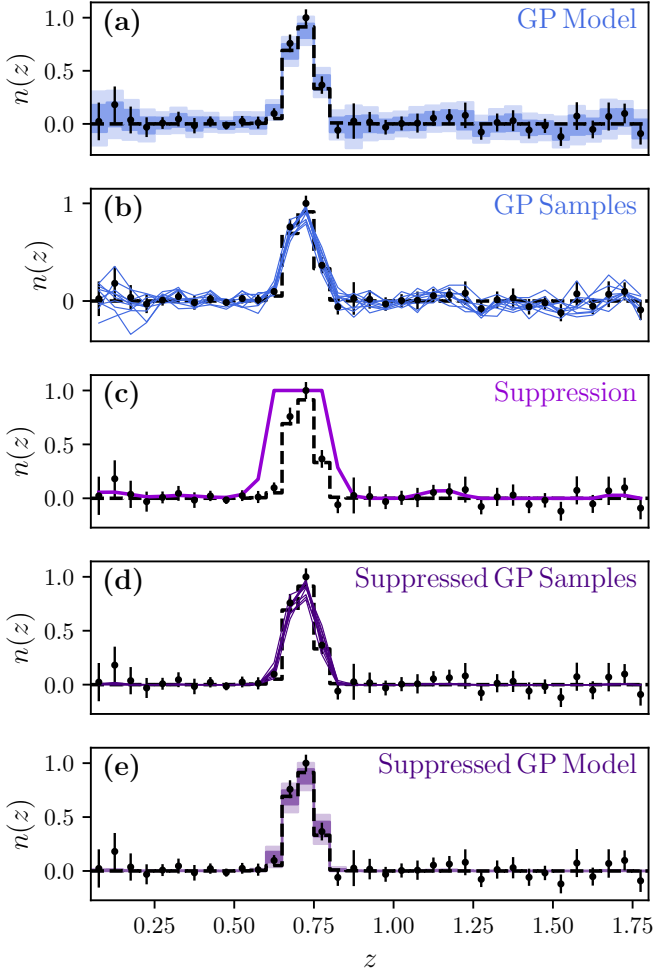 (a) GP Model
1.0
0.5
0.0
n(z)
(b) GP Samples
1
0
n(z)
(c) Suppression
1.0
0.5
0.0
n(z)
(d) Suppressed GP Samples
1.0
0.5
0.0
n(z)
(e) Suppressed GP Model
1.0
0.5
0.0
n(z)
0.25 0.50 0.75 1.00 1.25 1.50 1.75
z